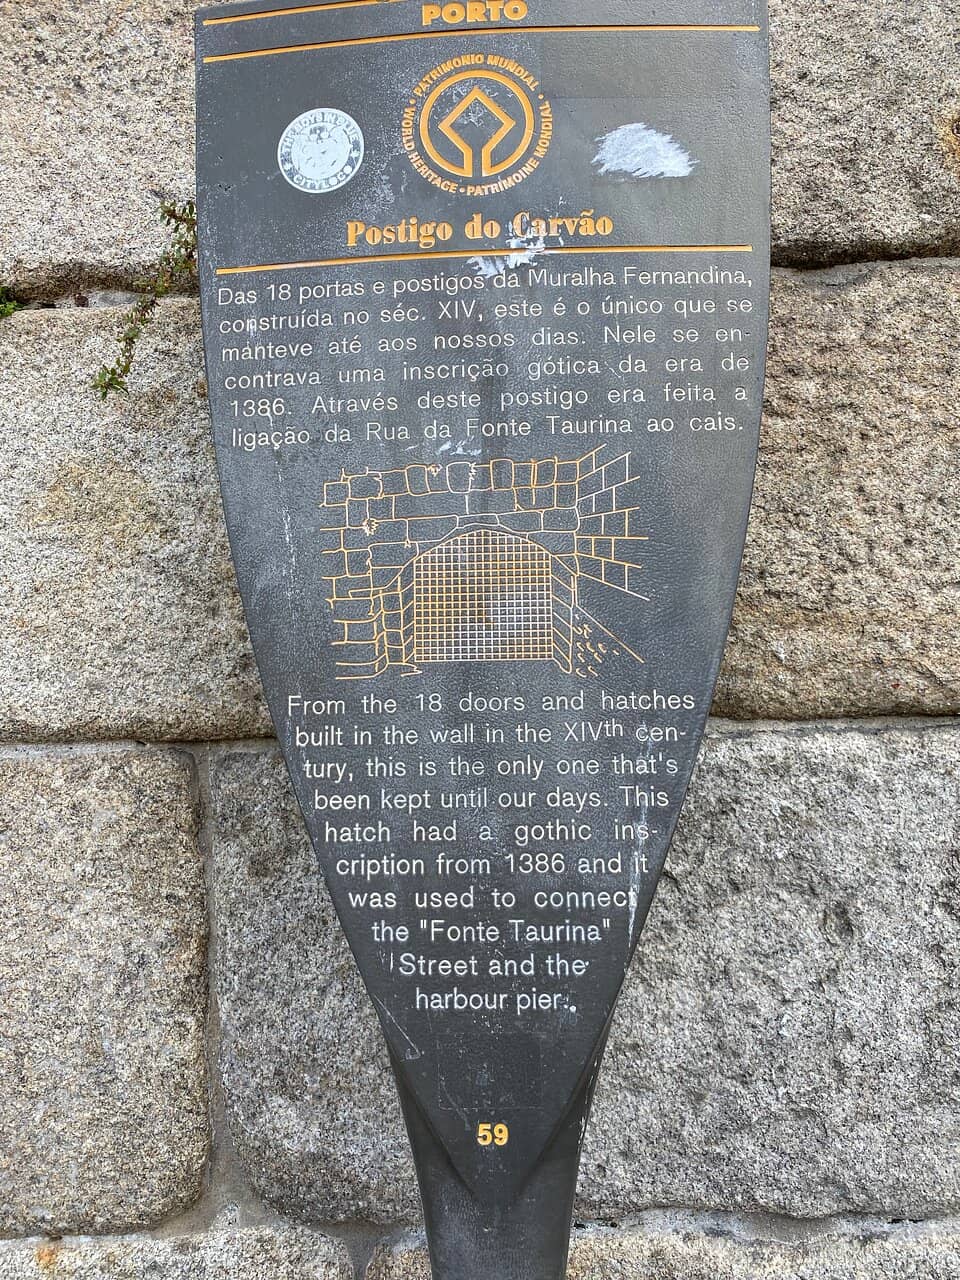 PORTO
PATRIMONIO MUNDIAL • WORLD HERITAGE • PATRIMOINE MONDIAL •
THE BOYS IN BLUE
Postigo do Carvão
Das 18 portas e postigos da Muralha Fernandina,
construída no séc. XIV, este é o único que se
manteve até aos nossos dias. Nele se en-
contrava uma inscrição gótica da era de
1386. Através deste postigo era feita a
ligação da Rua da Fonte Taurina ao cais.
From the 18 doors and hatches
built in the wall in the XIVth cen-
tury, this is the only one that's
been kept until our days. This
hatch had a gothic ins-
cription from 1386 and it
was used to connect
the "Fonte Taurina"
Street and the
harbour pier.
59